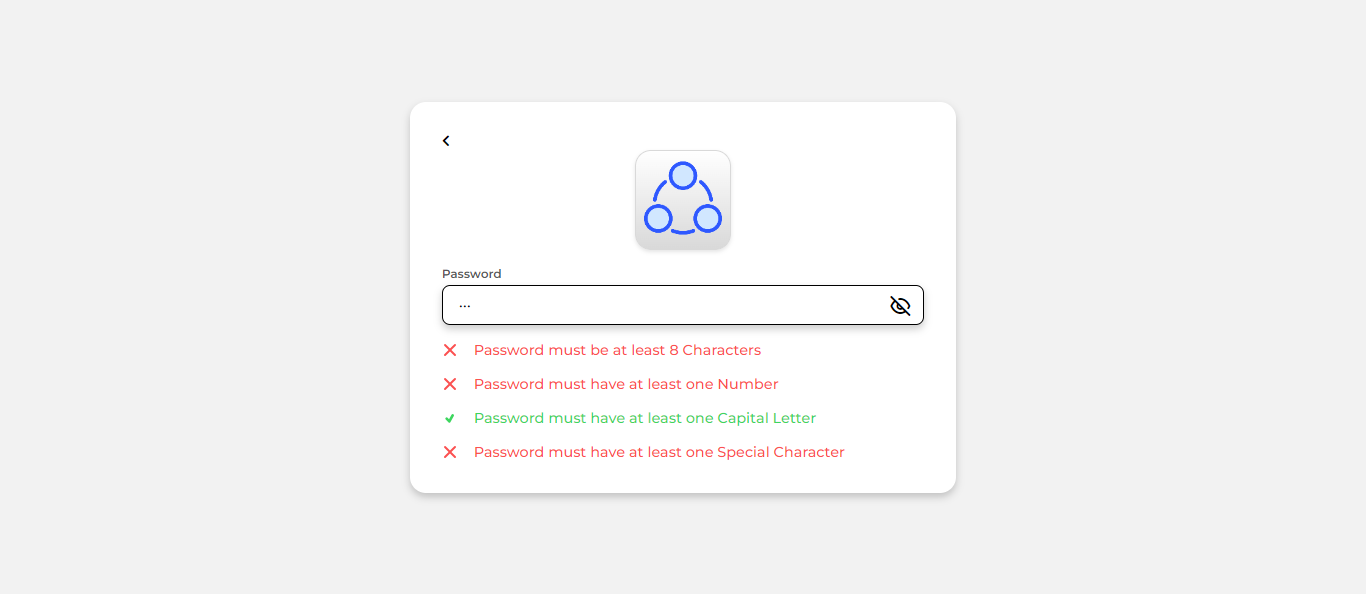 Password
...
Password must be at least 8 Characters
Password must have at least one Number
Password must have at least one Capital Letter
Password must have at least one Special Character